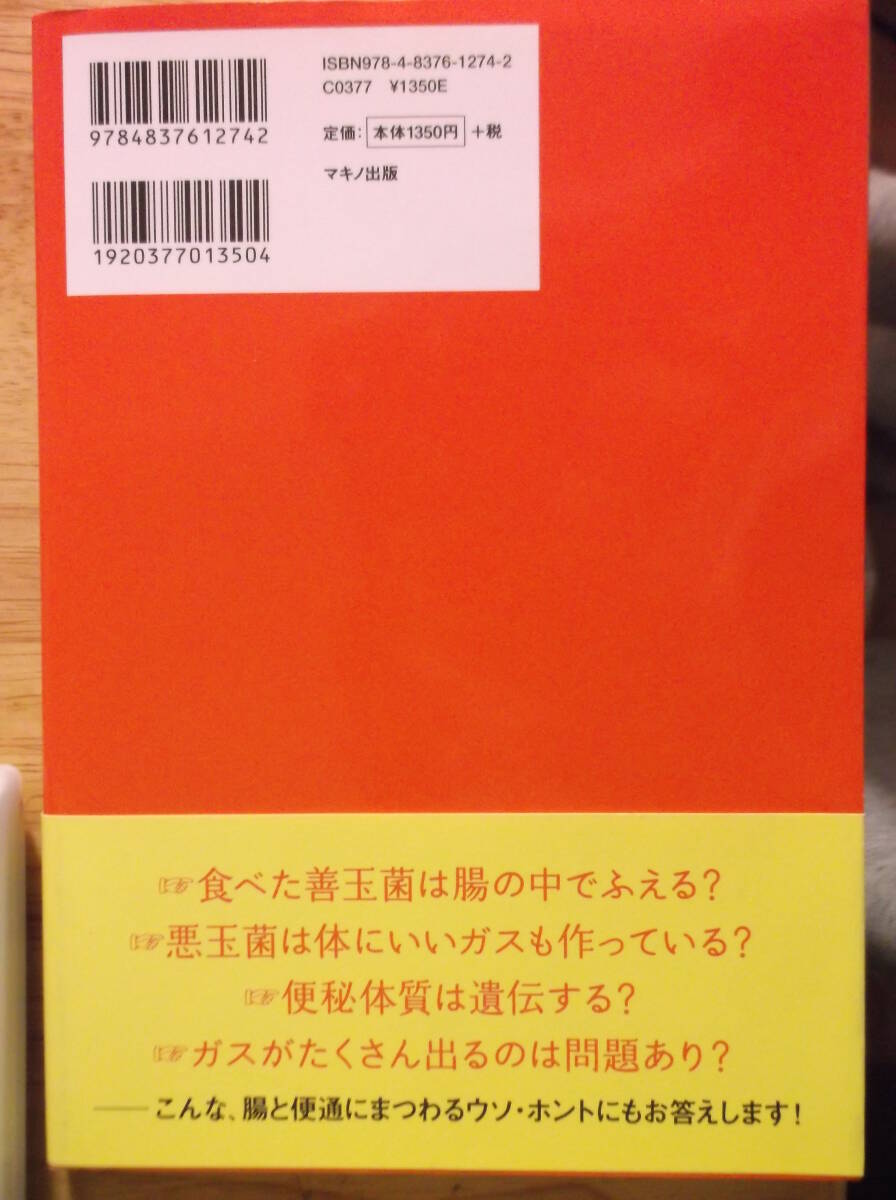 ISBN978-4-8376-1274-2
C0377 ¥1350E
9784837612742
定価: 本体1350円 +税
マキノ出版
1920377013504
☞食べた善玉菌は腸の中でふえる?
☞悪玉菌は体にいいガスも作っている?
☞便秘体質は遺伝する?
☞ガスがたくさん出るのは問題あり?
――こんな、腸と便通にまつわるウソ・ホントにもお答えします!